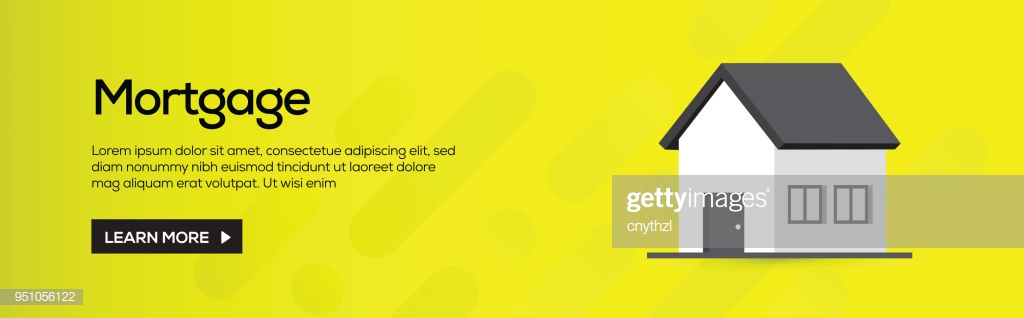 Mortgage
Lorem ipsum dolor sit amet, consectetue adipiscing elit, sed
diam nonummy nibh euismod tincidunt ut laoreet dolore
mag aliquam erat volutpat. Ut wisi enim
LEARN MORE
gettyimages®
cnythzl
951056122